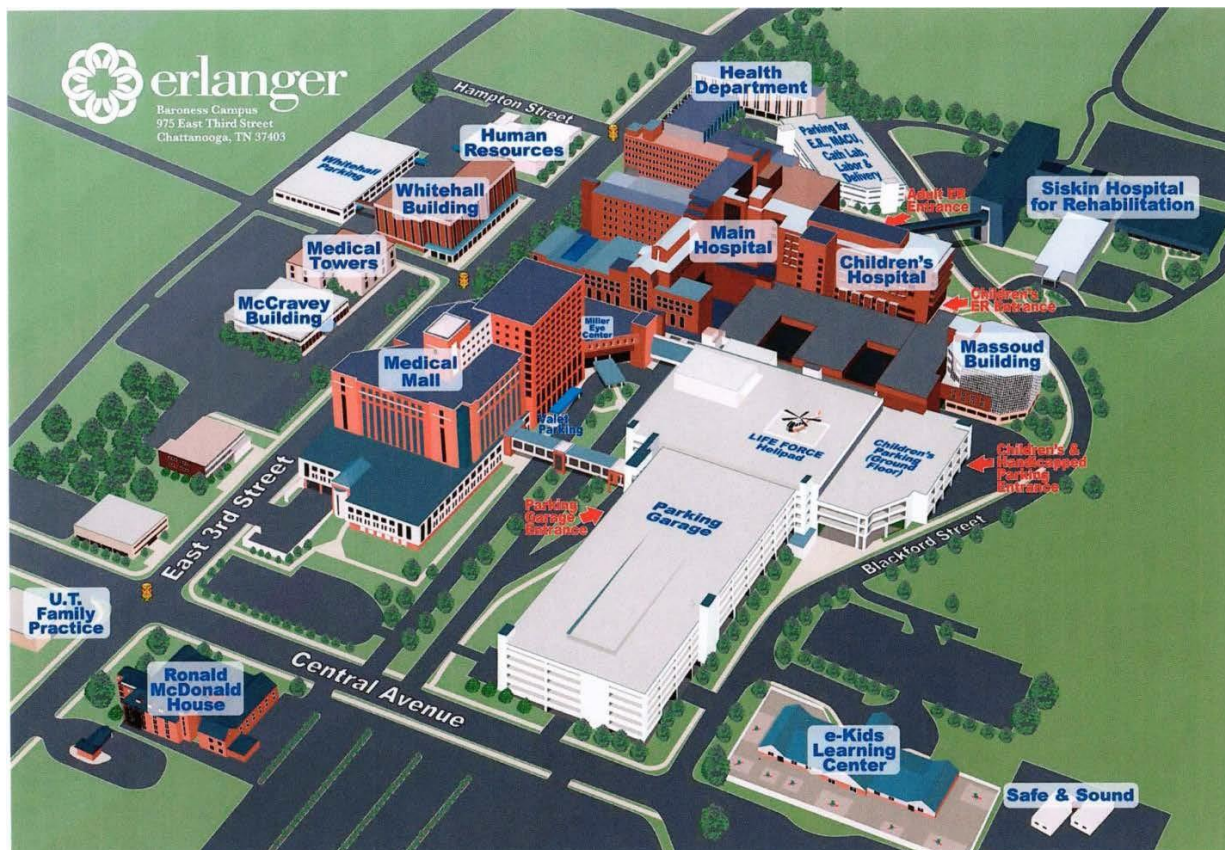 erlanger
Baroness Campus
975 East Third Street
Chattanooga, TN 37403
Hampton Street
Health
Department
Human
Resources
Whitehall
Parking
Parking for
E.R., MACU,
Cath Lab,
Labor &
Delivery
Whitehall
Building
Adult ER
Entrance
Siskin Hospital
for Rehabilitation
Medical
Towers
Main
Hospital
Children's
Hospital
McCravey
Building
Children's
ER Entrance
Miller
Eye
Center
Massoud
Building
Medical
Mall
Valet
Parking
LIFE FORCE
Helipad
Children's
Parking
(Ground
Floor)
Children's &
Handicapped
Parking
Entrance
East 3rd Street
Parking
Garage
Entrance
Parking
Garage
Blackford Street
U.T.
Family
Practice
Ronald
McDonald
House
Central Avenue
e-Kids
Learning
Center
Safe & Sound